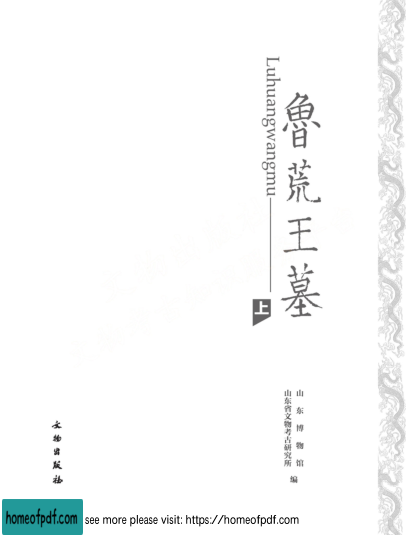 魯荒王墓
Luhuangwangmu
上
山东博物馆
山东省文物考古研究所
编
文物出版社
homeofpdf.com see more please visit: https://homeofpdf.com